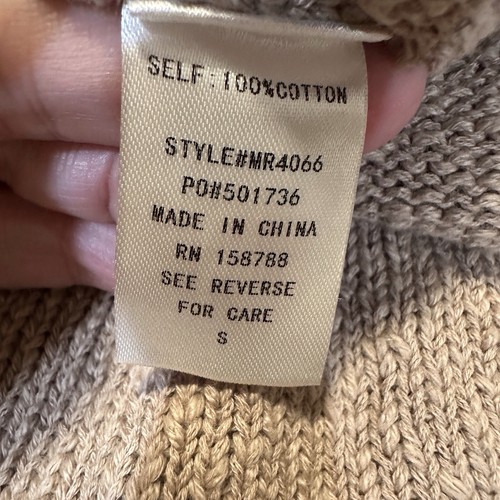 SELF:100%COTTON
STYLE#MR4066
PO#501736
MADE IN CHINA
RN 158788
SEE REVERSE
FOR CARE
S